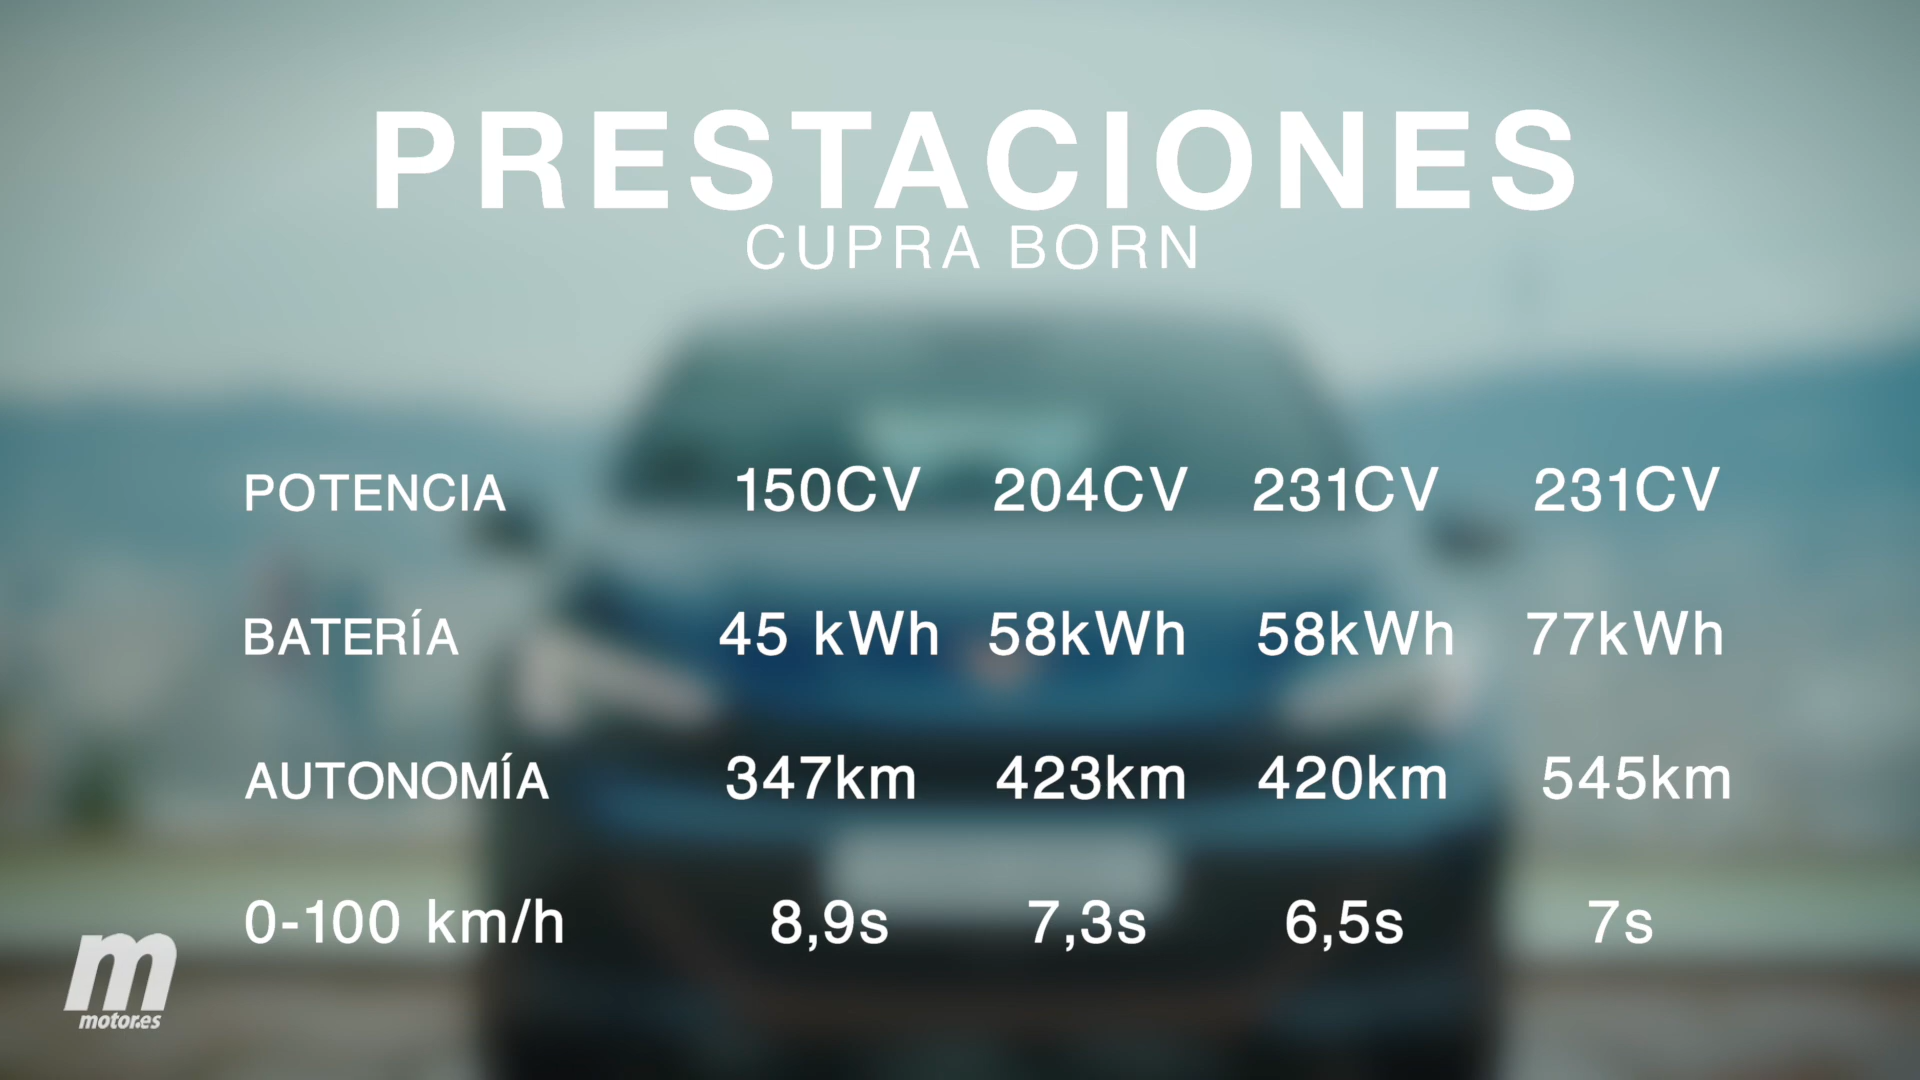 PRESTACIONES
CUPRA BORN
POTENCIA 150CV 204CV 231CV 231CV
BATERÍA 45 kWh 58kWh 58kWh 77kWh
AUTONOMÍA 347km 423km 420km 545km
0-100 km/h 8,9s 7,3s 6,5s 7s
m
motor.es